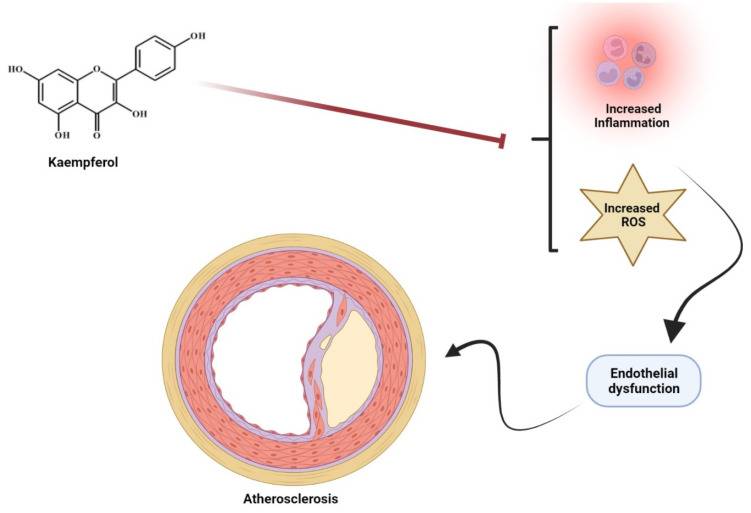 OH
HO
O
OH
OH
O
Kaempferol
Increased
Inflammation
Increased
ROS
Endothelial
dysfunction
Atherosclerosis